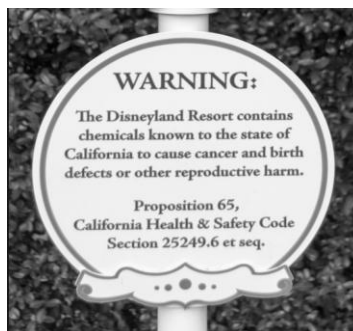 WARNING:
The Disneyland Resort contains
chemicals known to the state of
California to cause cancer and birth
defects or other reproductive harm.
Proposition 65,
California Health & Safety Code
Section 25249.6 et seq.